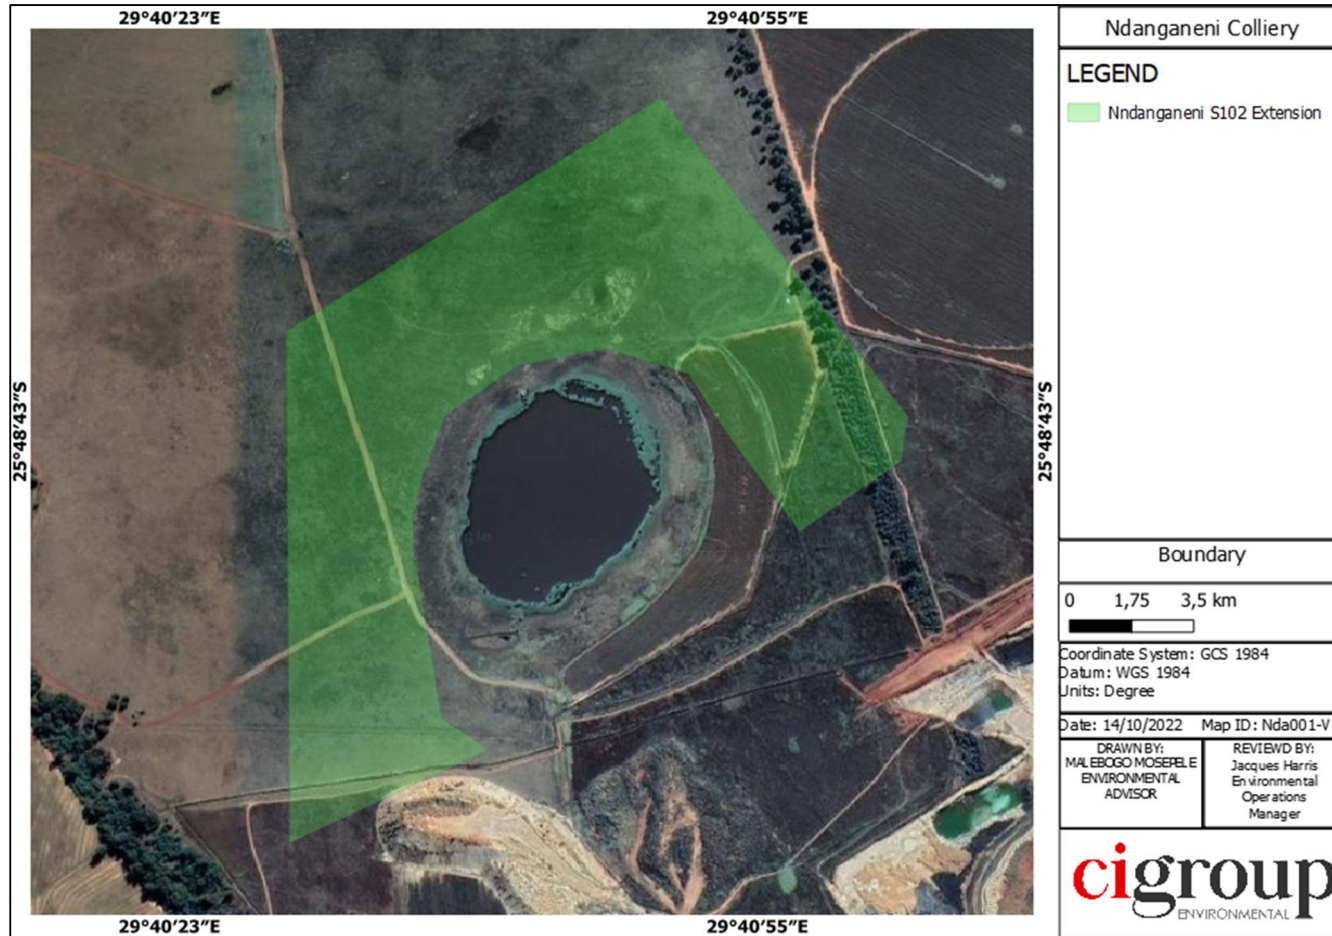 29°40′23″E
29°40′55″E
25°48′43″S
25°48′43″S
29°40′23″E
29°40′55″E
Ndanganeni Colliery
LEGEND
Nndanganeni S102 Extension
Boundary
0 1,75 3,5 km
Coordinate System: GCS 1984
Datum: WGS 1984
Units: Degree
Date: 14/10/2022 Map ID: Nda001-V
DRAWN BY:
MALEBOGO MOSEPELE
ENVIRONMENTAL
ADVISOR
REVIEWD BY:
Jacques Harris
Environmental
Operations
Manager
cigroup
ENVIRONMENTAL